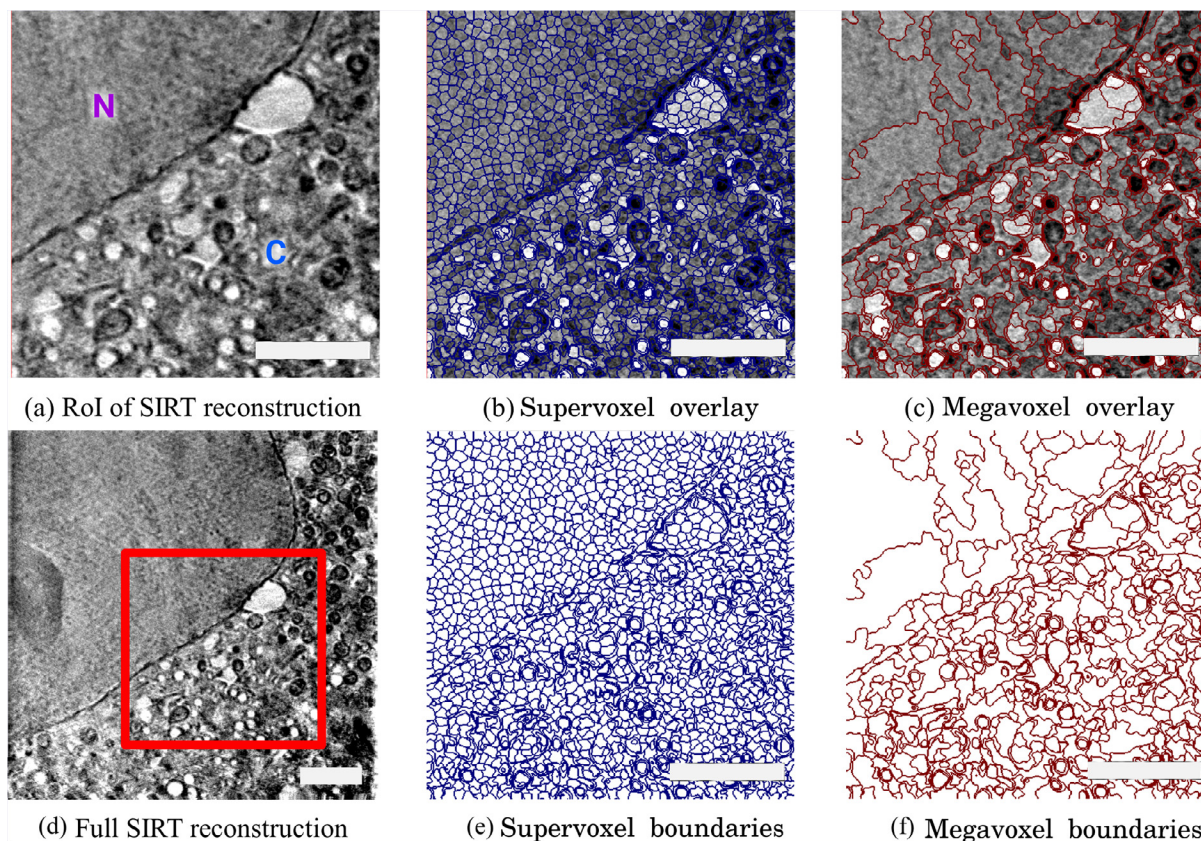 N
C
(a) RoI of SIRT reconstruction
(b) Supervoxel overlay
(c) Megavoxel overlay
(d) Full SIRT reconstruction
(e) Supervoxel boundaries
(f) Megavoxel boundaries